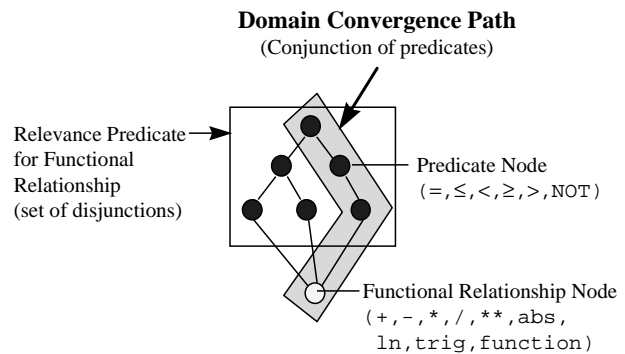 Domain Convergence Path
(Conjunction of predicates)
Relevance Predicate
for Functional
Relationship
(set of disjunctions)
Predicate Node
(=,≤,<,≥,>,NOT)
Functional Relationship Node
(+,-,*,/,**,abs,
ln,trig,function)